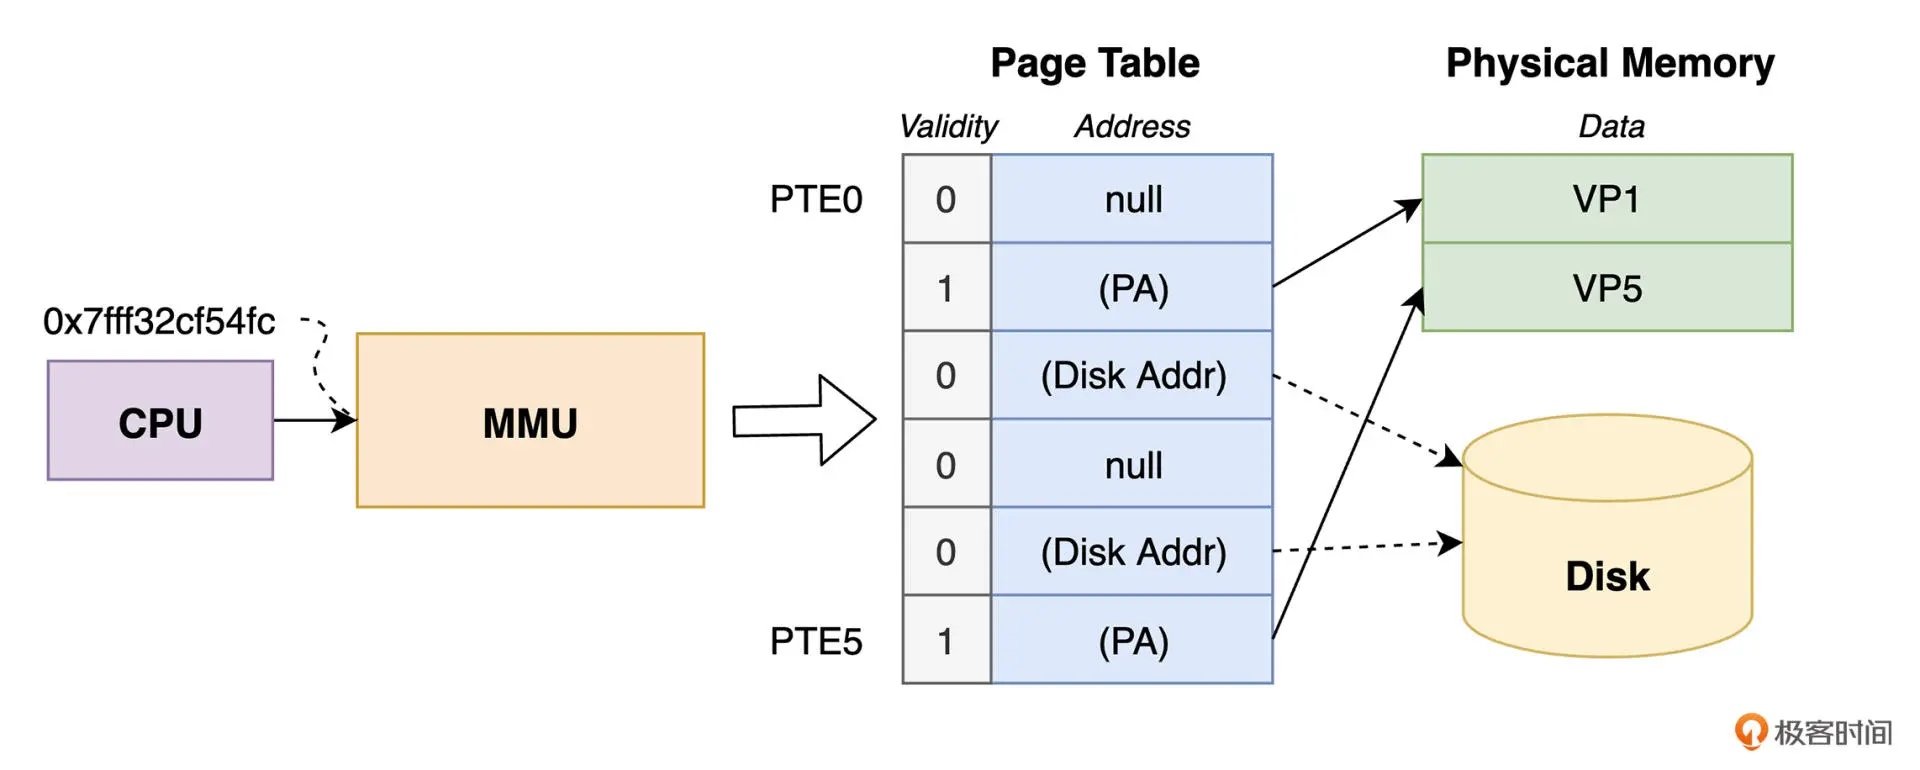 Page Table
Physical Memory
Validity
Address
Data
PTE0
0
null
VP1
1
(PA)
VP5
0x7fff32cf54fc
0
(Disk Addr)
CPU
MMU
0
null
0
(Disk Addr)
Disk
PTE5
1
(PA)
极客时间